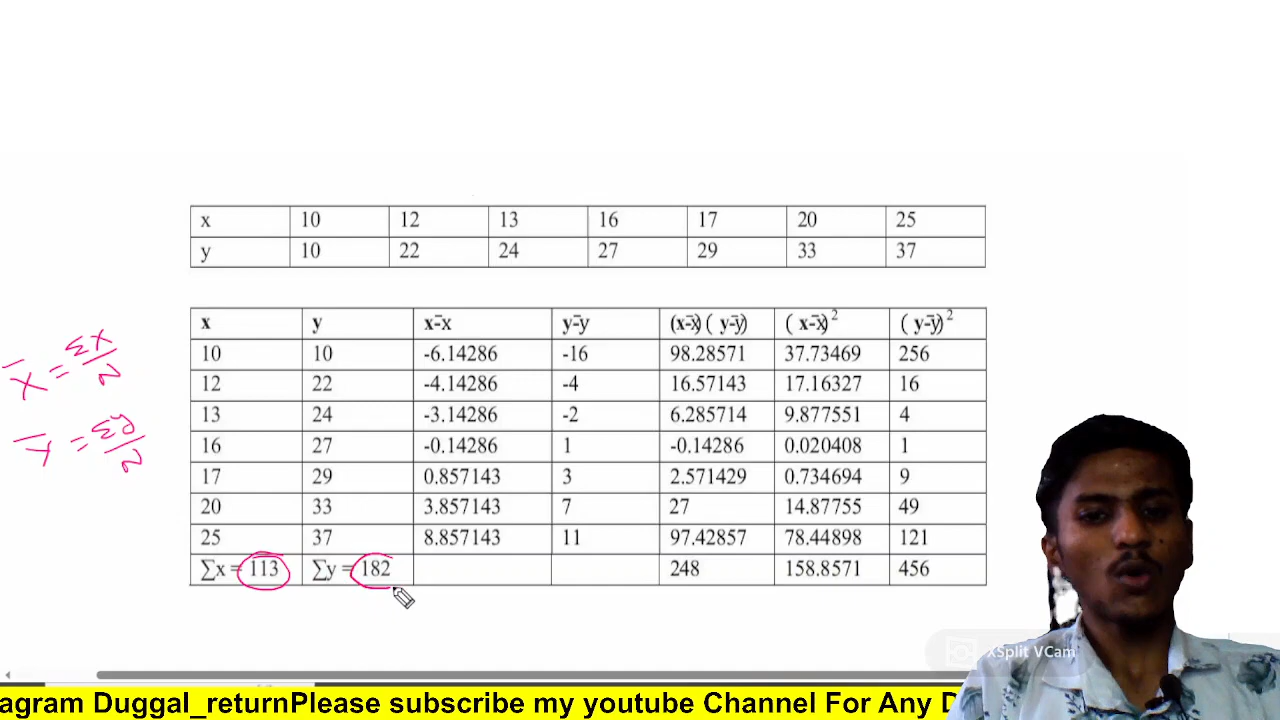 x 10 12 13 16 17 20 25
y 10 22 24 27 29 33 37
x y x-x̄ y-ȳ (x-x̄) ( y-ȳ) ( x-x̄)² ( y-ȳ)²
10 10 -6.14286 -16 98.28571 37.73469 256
12 22 -4.14286 -4 16.57143 17.16327 16
13 24 -3.14286 -2 6.285714 9.877551 4
16 27 -0.14286 1 -0.14286 0.020408 1
17 29 0.857143 3 2.571429 0.734694 9
20 33 3.857143 7 27 14.87755 49
25 37 8.857143 11 97.42857 78.44898 121
∑x = 113 ∑y = 182 248 158.8571 456
X̄ = Σx/n
Ȳ = Σy/n
XSplit VCam
agram Duggal_returnPlease subscribe my youtube Channel For Any D